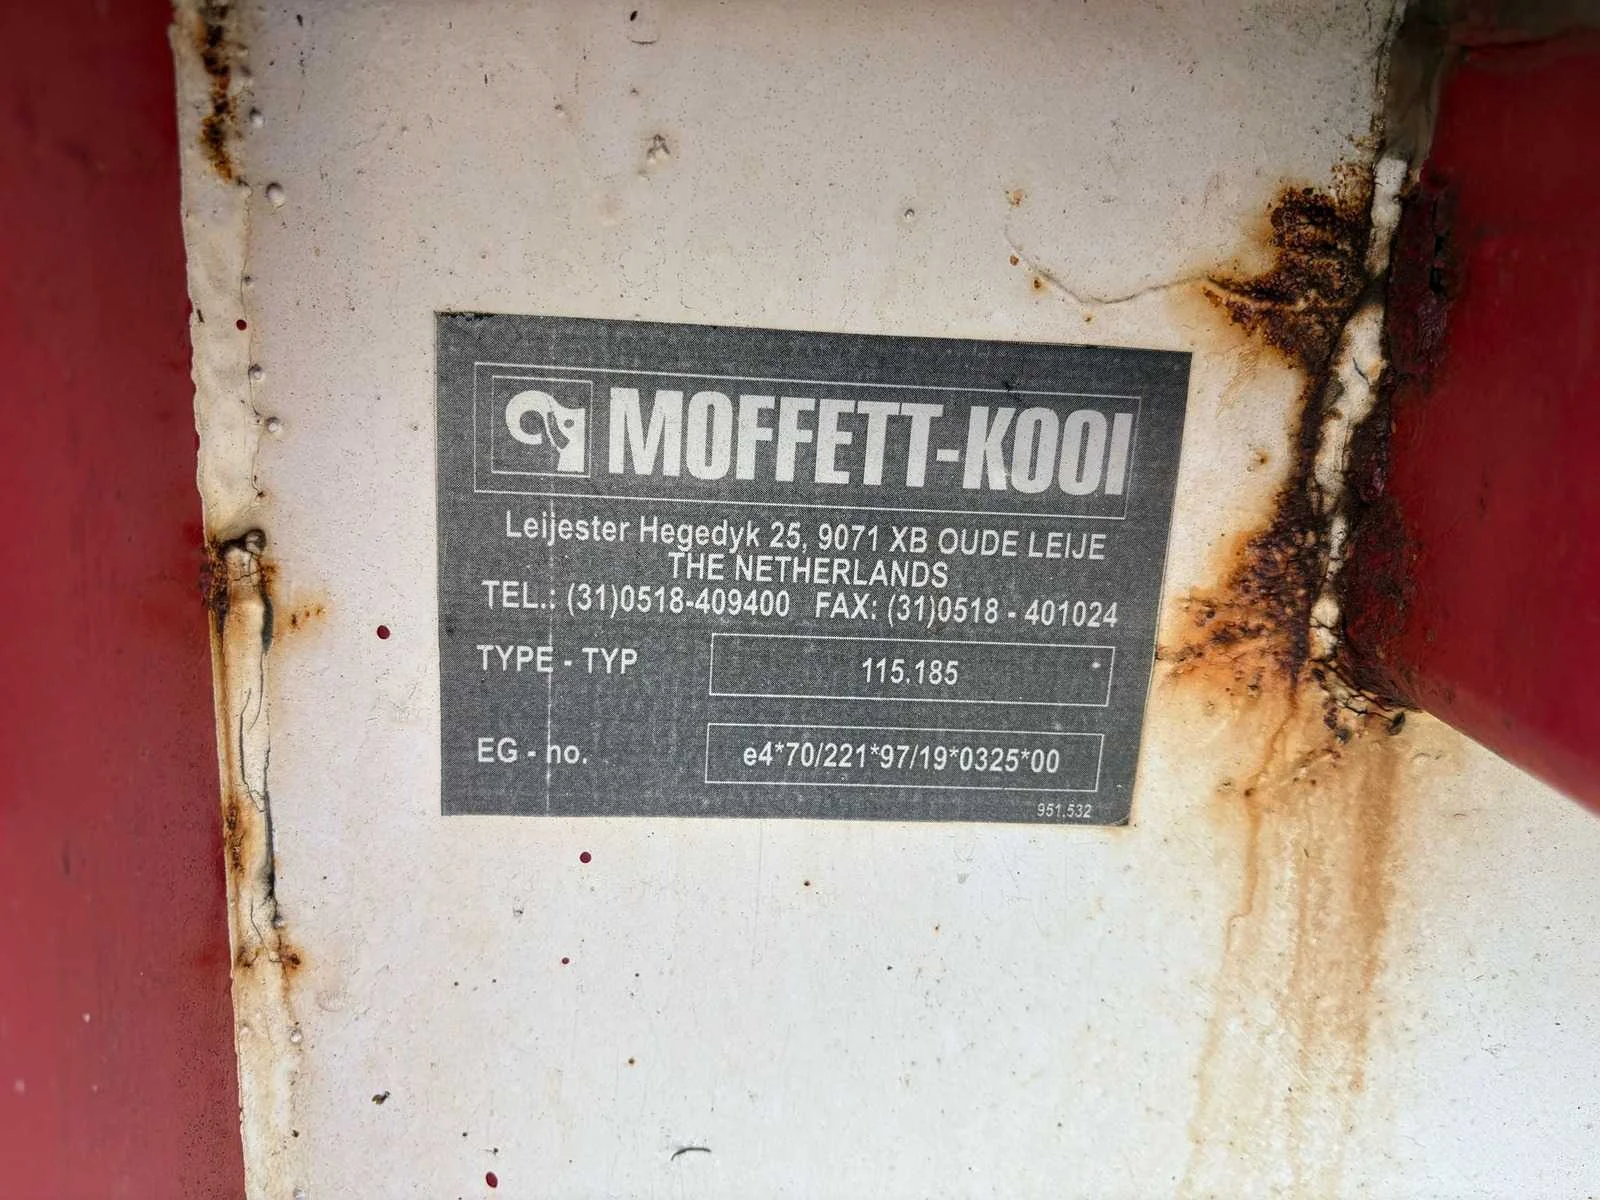 MOFFETT-KOOI
Leijester Hegedyk 25, 9071 XB OUDE LEIJE
THE NETHERLANDS
TEL.: (31)0518-409400 FAX: (31)0518 - 401024
TYPE - TYP 115.185
EG - no. e4*70/221*97/19*0325*00
951.532